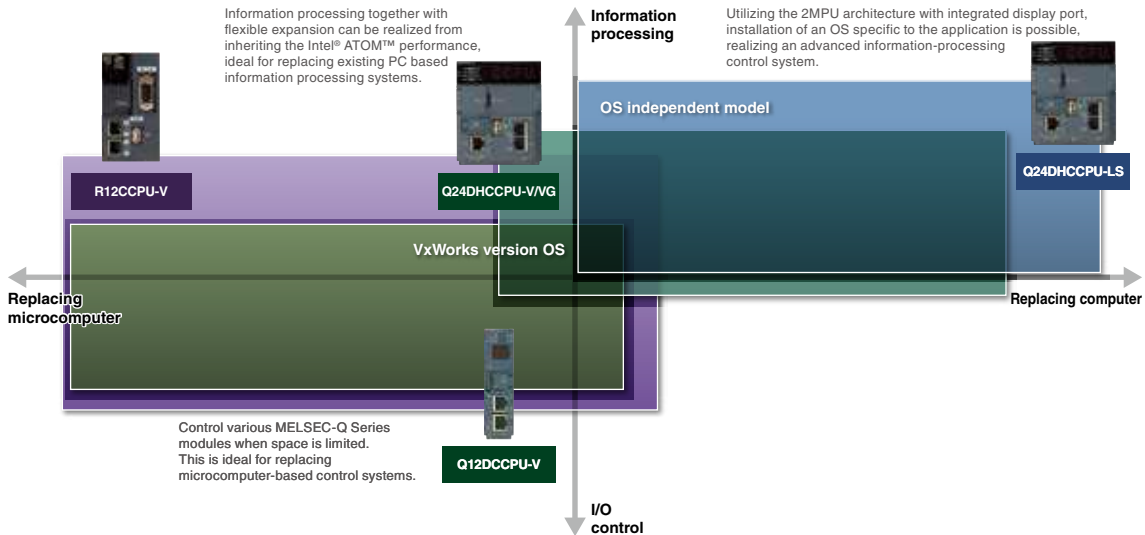 Information processing together with
flexible expansion can be realized from
inheriting the Intel® ATOM™ performance,
ideal for replacing existing PC based
information processing systems.
Information
processing
Utilizing the 2MPU architecture with integrated display port,
installation of an OS specific to the application is possible,
realizing an advanced information-processing
control system.
OS independent model
R12CCPU-V
Q24DHCCPU-V/VG
Q24DHCCPU-LS
VxWorks version OS
Replacing
microcomputer
Replacing computer
Control various MELSEC-Q Series
modules when space is limited.
This is ideal for replacing
microcomputer-based control systems.
Q12DCCPU-V
I/O
control